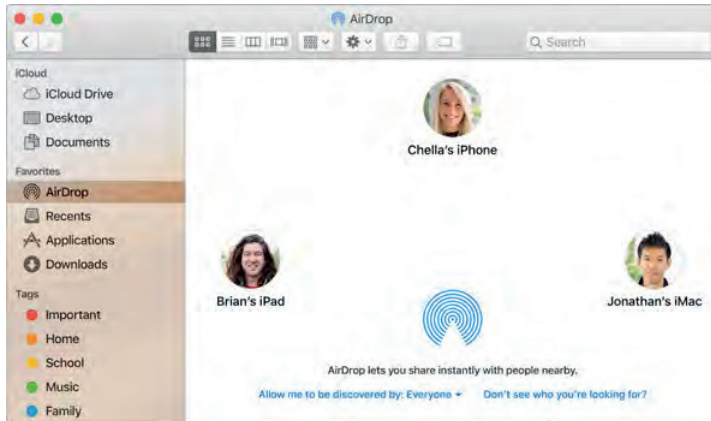 AirDrop
Search
iCloud
iCloud Drive
Desktop
Documents
Favorites
AirDrop
Recents
Applications
Downloads
Tags
Important
Home
School
Music
Family
Chella's iPhone
Brian's iPad
Jonathan's iMac
AirDrop lets you share instantly with people nearby.
Allow me to be discovered by: Everyone Don't see who you're looking for?